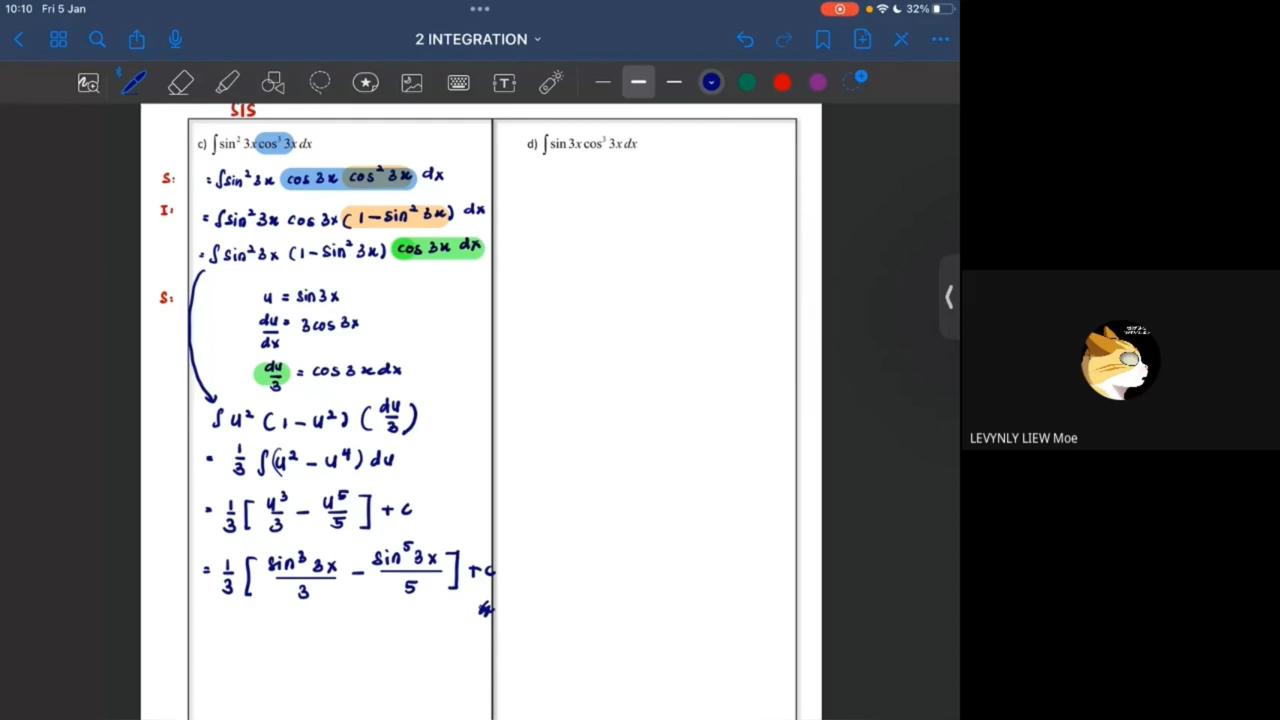 10:10 Fri 5 Jan
32%
2 INTEGRATION
SIS
c) ∫ sin² 3x cos³ 3x dx
S: = ∫ sin² 3x cos 3x cos² 3x dx
I: = ∫ sin² 3x cos 3x (1 − sin² 3x) dx
= ∫ sin² 3x (1 − sin² 3x) cos 3x dx
S: u = sin 3x
du/dx = 3 cos 3x
du/3 = cos 3x dx
∫ u² (1 − u²) (du/3)
= 1/3 ∫ (u² − u⁴) du
= 1/3 [ u³/3 − u⁵/5 ] + c
= 1/3 [ sin³ 3x/3 − sin⁵ 3x/5 ] + c
d) ∫ sin 3x cos³ 3x dx
LEVYNLY LIEW Moe